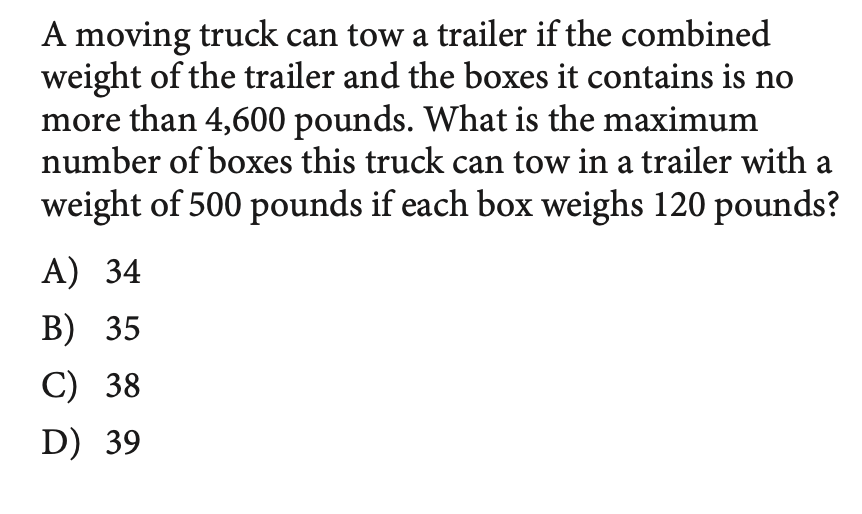 A moving truck can tow a trailer if the combined
weight of the trailer and the boxes it contains is no
more than 4,600 pounds. What is the maximum
number of boxes this truck can tow in a trailer with a
weight of 500 pounds if each box weighs 120 pounds?
A) 34
B) 35
C) 38
D) 39